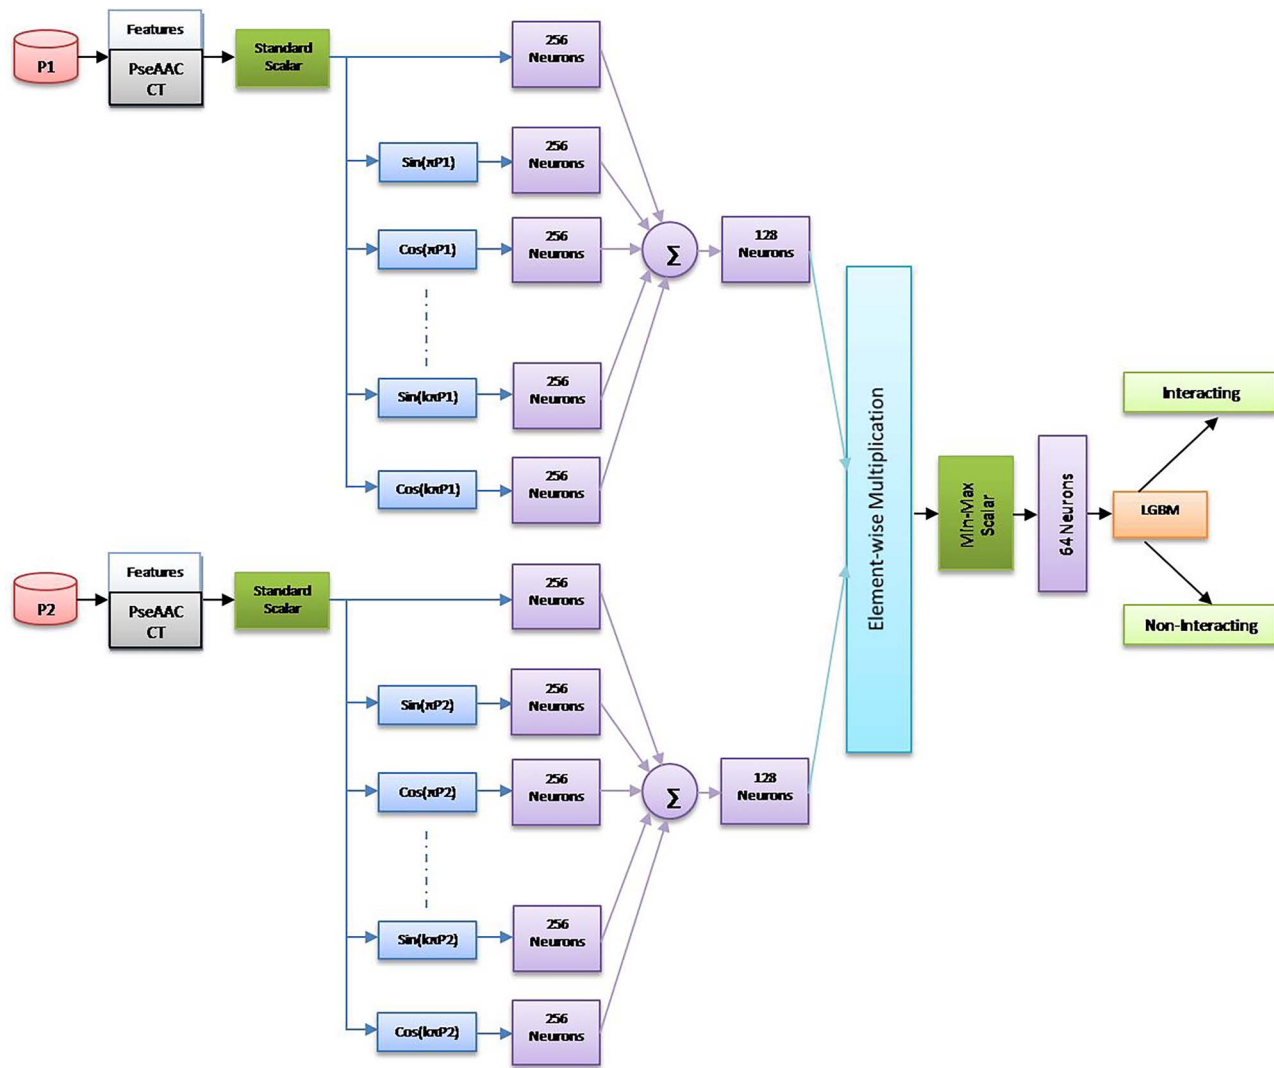 P1
Features
PseAAC
CT
Standard
Scalar
256
Neurons
Sin(πP1)
256
Neurons
Cos(πP1)
256
Neurons
Σ
128
Neurons
Sin(kπP1)
256
Neurons
Cos(kπP1)
256
Neurons
P2
Features
PseAAC
CT
Standard
Scalar
256
Neurons
Sin(πP2)
256
Neurons
Cos(πP2)
256
Neurons
Σ
128
Neurons
Sin(kπP2)
256
Neurons
Cos(kπP2)
256
Neurons
Element-wise Multiplication
Min-Max
Scalar
64 Neurons
LGBM
Interacting
Non-Interacting